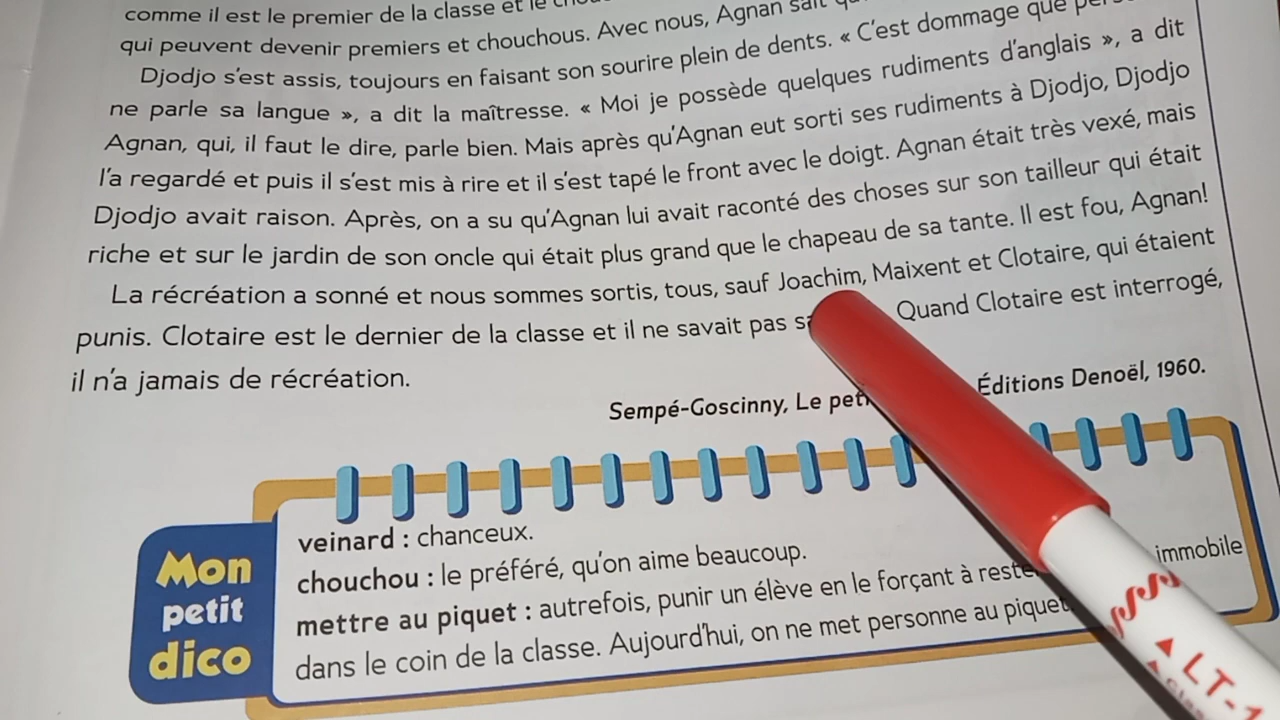 comme il est le premier de la classe et le
qui peuvent devenir premiers et chouchous. Avec nous, Agnan sait
Djodjo s'est assis, toujours en faisant son sourire plein de dents. « C'est dommage que
ne parle sa langue », a dit la maîtresse. « Moi je possède quelques rudiments d'anglais », a dit
Agnan, qui, il faut le dire, parle bien. Mais après qu'Agnan eut sorti ses rudiments à Djodjo, Djodjo
l'a regardé et puis il s'est mis à rire et il s'est tapé le front avec le doigt. Agnan était très vexé, mais
Djodjo avait raison. Après, on a su qu'Agnan lui avait raconté des choses sur son tailleur qui était
riche et sur le jardin de son oncle qui était plus grand que le chapeau de sa tante. Il est fou, Agnan!
La récréation a sonné et nous sommes sortis, tous, sauf Joachim, Maixent et Clotaire, qui étaient
punis. Clotaire est le dernier de la classe et il ne savait pas Quand Clotaire est interrogé,
il n'a jamais de récréation.
Sempé-Goscinny, Le Éditions Denoël, 1960.
Mon petit dico
veinard : chanceux.
chouchou : le préféré, qu'on aime beaucoup.
mettre au piquet : autrefois, punir un élève en le forçant à immobile
dans le coin de la classe. Aujourd'hui, on ne met personne au piquet.
▲ LT-